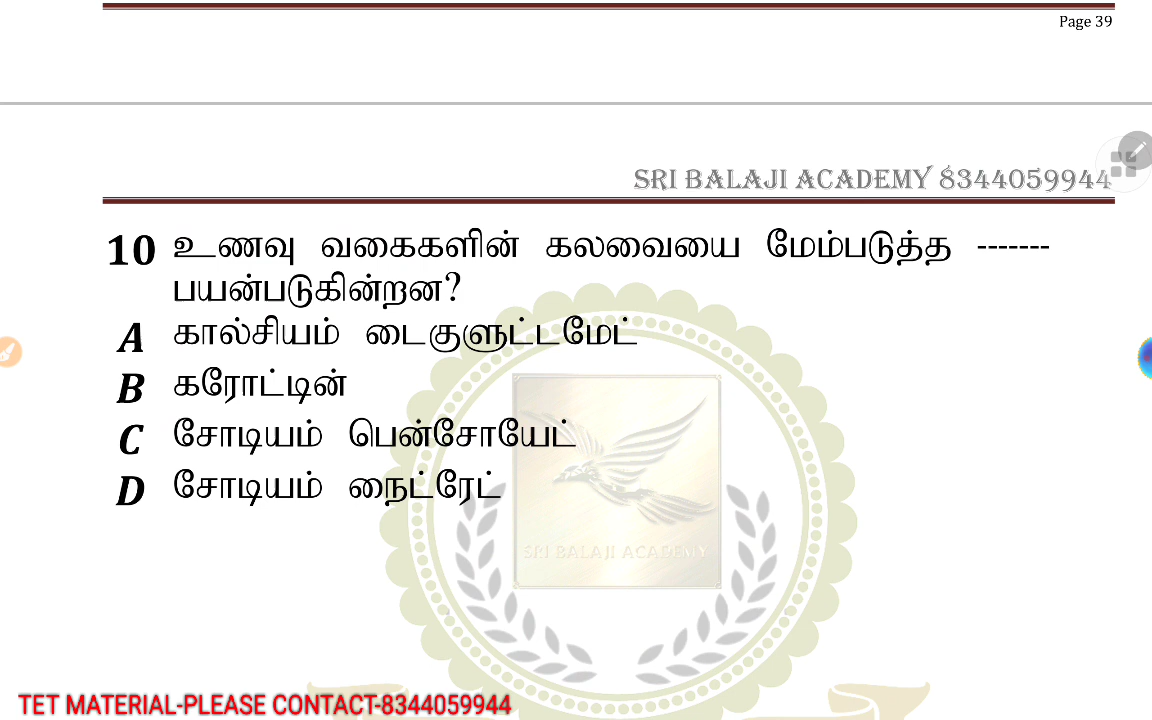 Page 39
SRI BALAJI ACADEMY 8344059944
10 உணவு வகைகளின் கலவையை மேம்படுத்த -------
பயன்படுகின்றன?
A கால்சியம் டைகுளுட்டமேட்
B கரோட்டின்
C சோடியம் பென்சோயேட்
D சோடியம் நைட்ரேட்
SRI BALAJI ACADEMY
TET MATERIAL-PLEASE CONTACT-8344059944